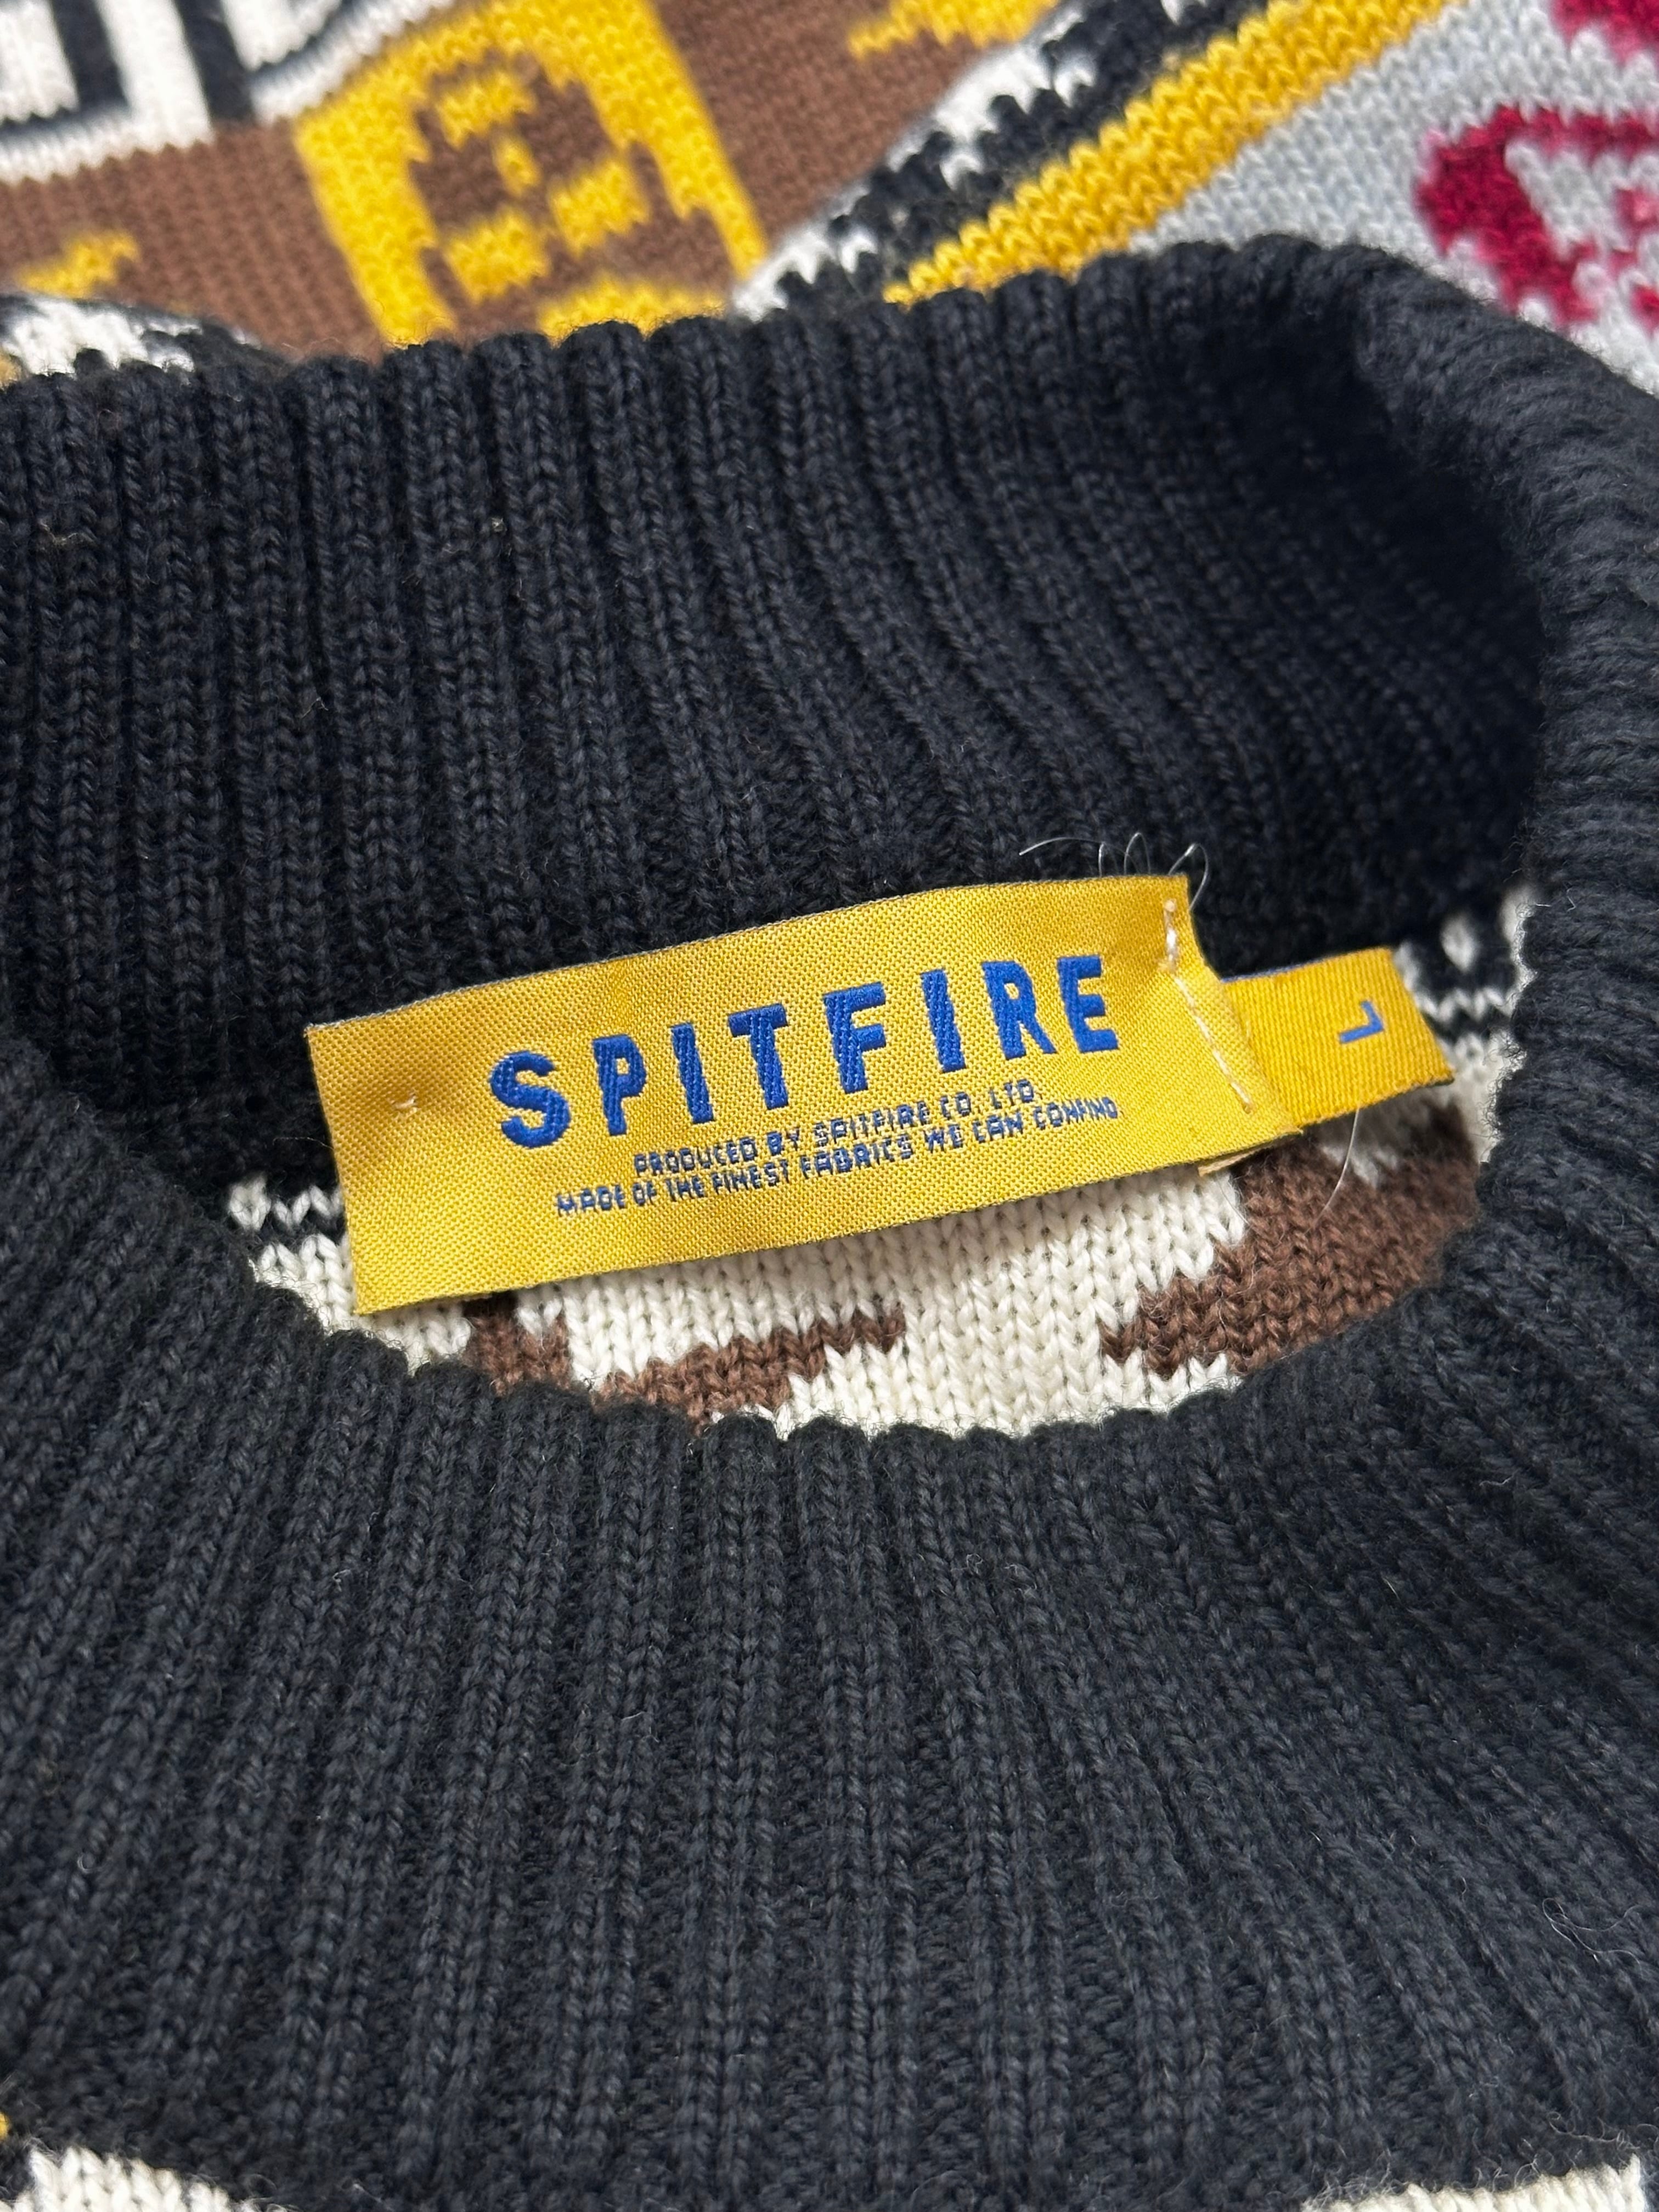 SPITFIRE
PRODUCED BY SPITFIRE CO. LTD.
MADE OF THE FINEST FABRICS WE CAN CONFIND.
L